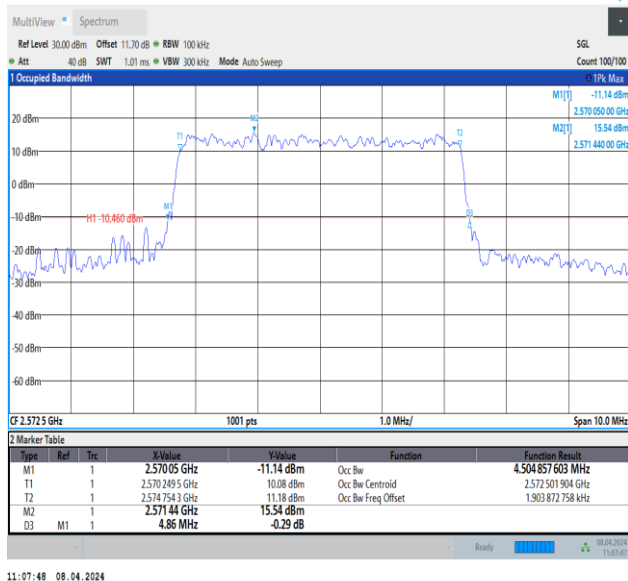 MultiView Spectrum
Ref Level 30.00 dBm Offset 11.70 dB RBW 100 kHz SGL
Att 40 dB SWT 1.01 ms VBW 300 kHz Mode Auto Sweep Count 100/100
1 Occupied Bandwidth 1Pk Max
M1[1] -11.14 dBm
2.570 050 00 GHz
M2[1] 15.54 dBm
2.571 440 00 GHz
20 dBm
M2
T1
T2
10 dBm
0 dBm
M1
D3
-10 dBm
H1 -10.460 dBm
-20 dBm
-30 dBm
-40 dBm
-50 dBm
-60 dBm
CF 2.572 5 GHz 1001 pts 1.0 MHz/ Span 10.0 MHz
2 Marker Table
Type Ref Trc X-Value Y-Value Function Function Result
M1 1 2.570 05 GHz -11.14 dBm Occ Bw 4.504 857 603 MHz
T1 1 2.570 249 5 GHz 10.08 dBm Occ Bw Centroid 2.572 501 904 GHz
T2 1 2.574 754 3 GHz 11.18 dBm Occ Bw Freq Offset 1.903 872 758 kHz
M2 1 2.571 44 GHz 15.54 dBm
D3 M1 1 4.86 MHz -0.29 dB
Ready 08.04.2024
11:07:47
11:07:48 08.04.2024